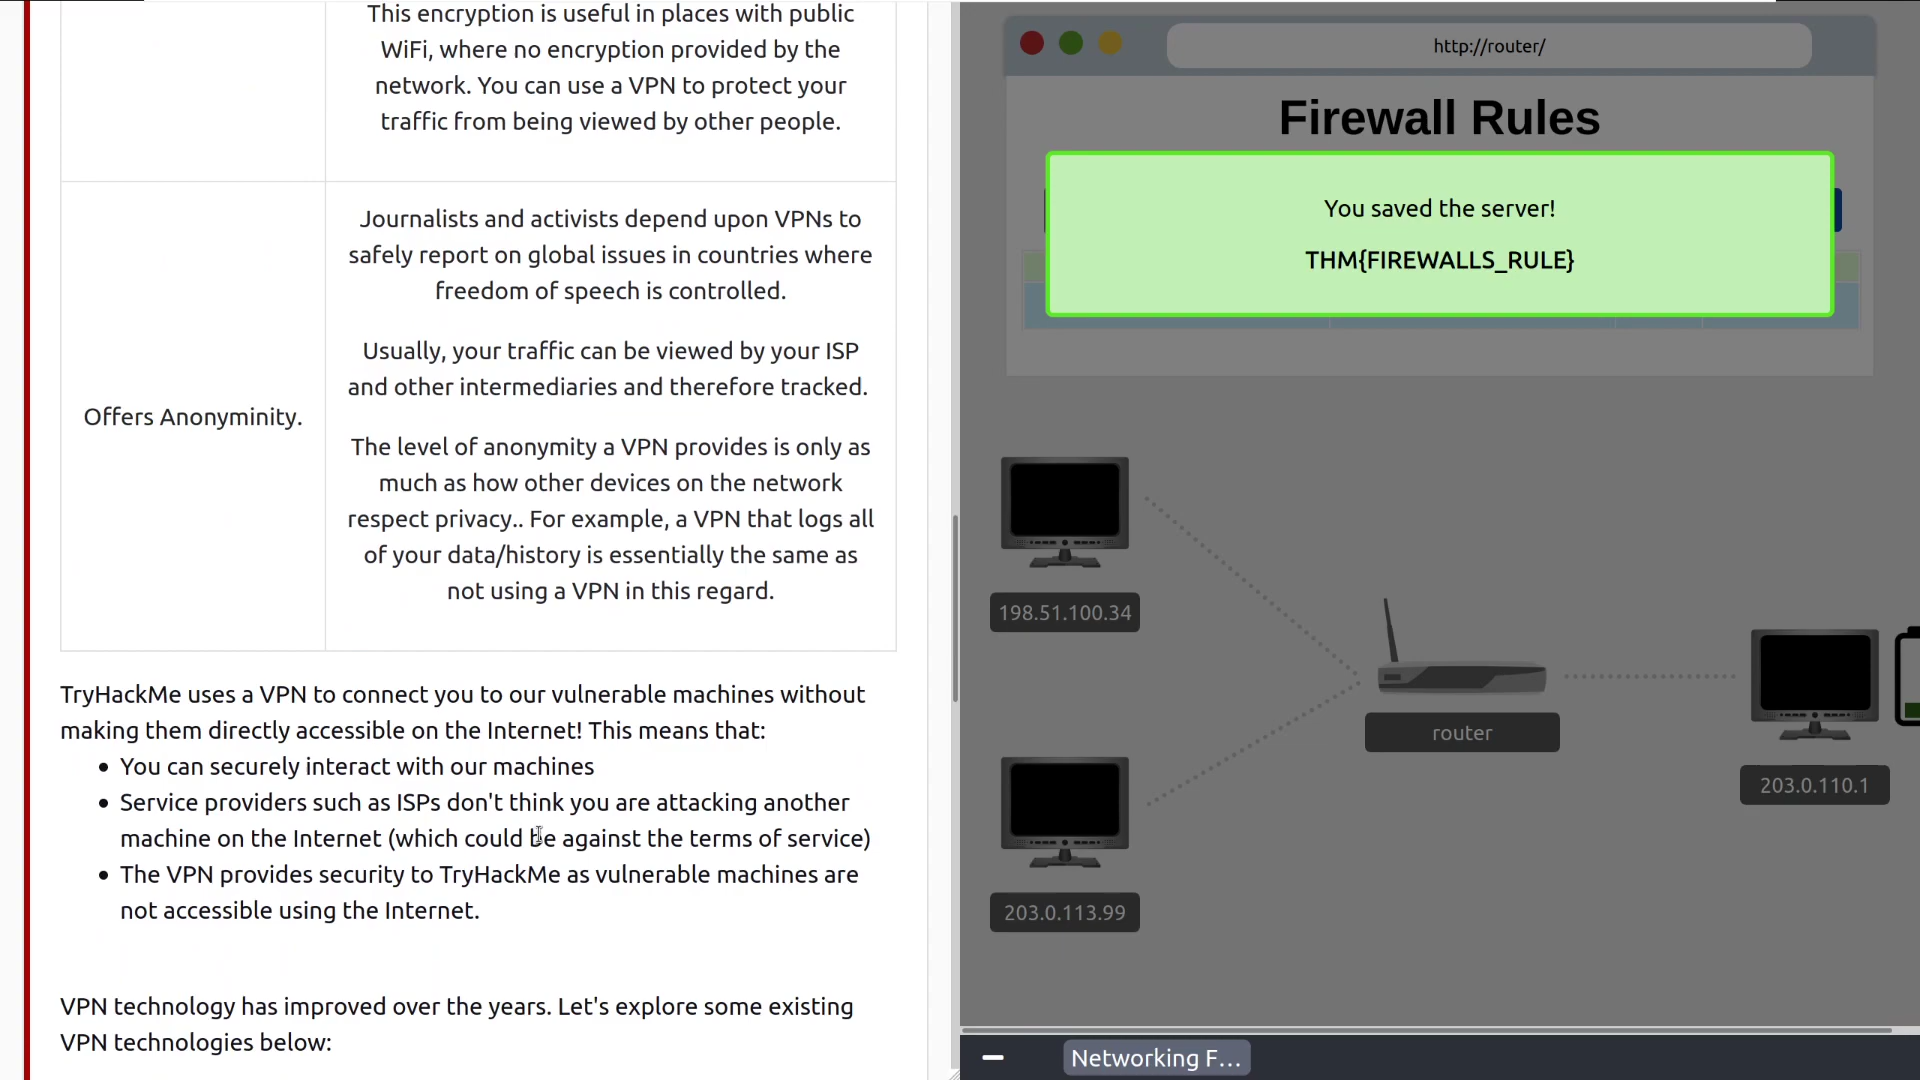 This encryption is useful in places with public
WiFi, where no encryption provided by the
network. You can use a VPN to protect your
traffic from being viewed by other people.
Offers Anonyminity.
Journalists and activists depend upon VPNs to
safely report on global issues in countries where
freedom of speech is controlled.
Usually, your traffic can be viewed by your ISP
and other intermediaries and therefore tracked.
The level of anonymity a VPN provides is only as
much as how other devices on the network
respect privacy.. For example, a VPN that logs all
of your data/history is essentially the same as
not using a VPN in this regard.
TryHackMe uses a VPN to connect you to our vulnerable machines without
making them directly accessible on the Internet! This means that:
• You can securely interact with our machines
• Service providers such as ISPs don't think you are attacking another
machine on the Internet (which could be against the terms of service)
• The VPN provides security to TryHackMe as vulnerable machines are
not accessible using the Internet.
VPN technology has improved over the years. Let's explore some existing
VPN technologies below:
http://router/
Firewall Rules
You saved the server!
THM{FIREWALLS_RULE}
198.51.100.34
router
203.0.110.1
203.0.113.99
Networking F...